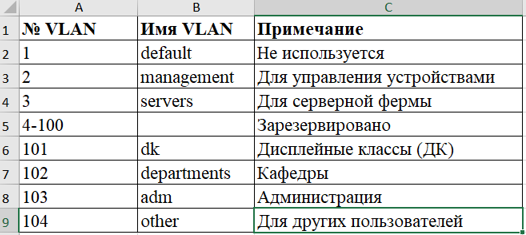 A B C
1 № VLAN Имя VLAN Примечание
2 1 default Не используется
3 2 management Для управления устройствами
4 3 servers Для серверной фермы
5 4-100 Зарезервировано
6 101 dk Дисплейные классы (ДК)
7 102 departments Кафедры
8 103 adm Администрация
9 104 other Для других пользователей